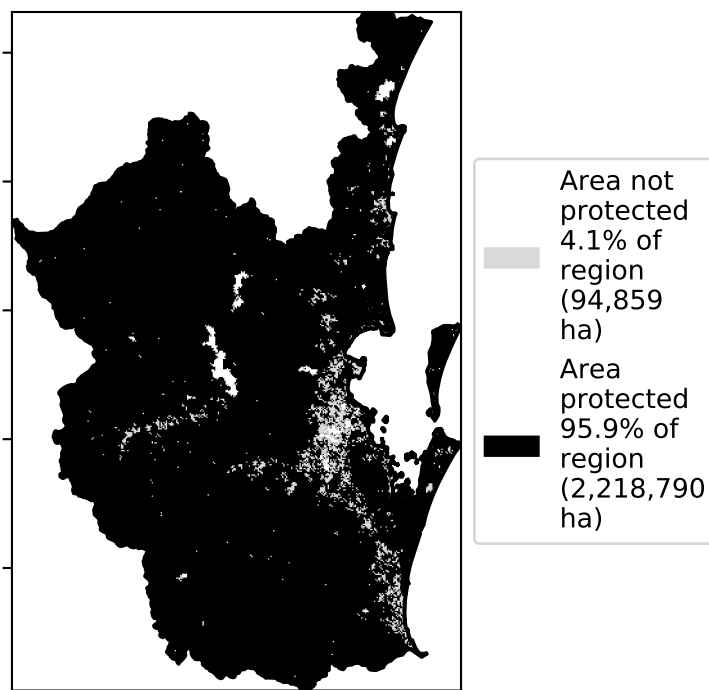 Area not
protected
4.1% of
region
(94,859
ha)
Area
protected
95.9% of
region
(2,218,790
ha)